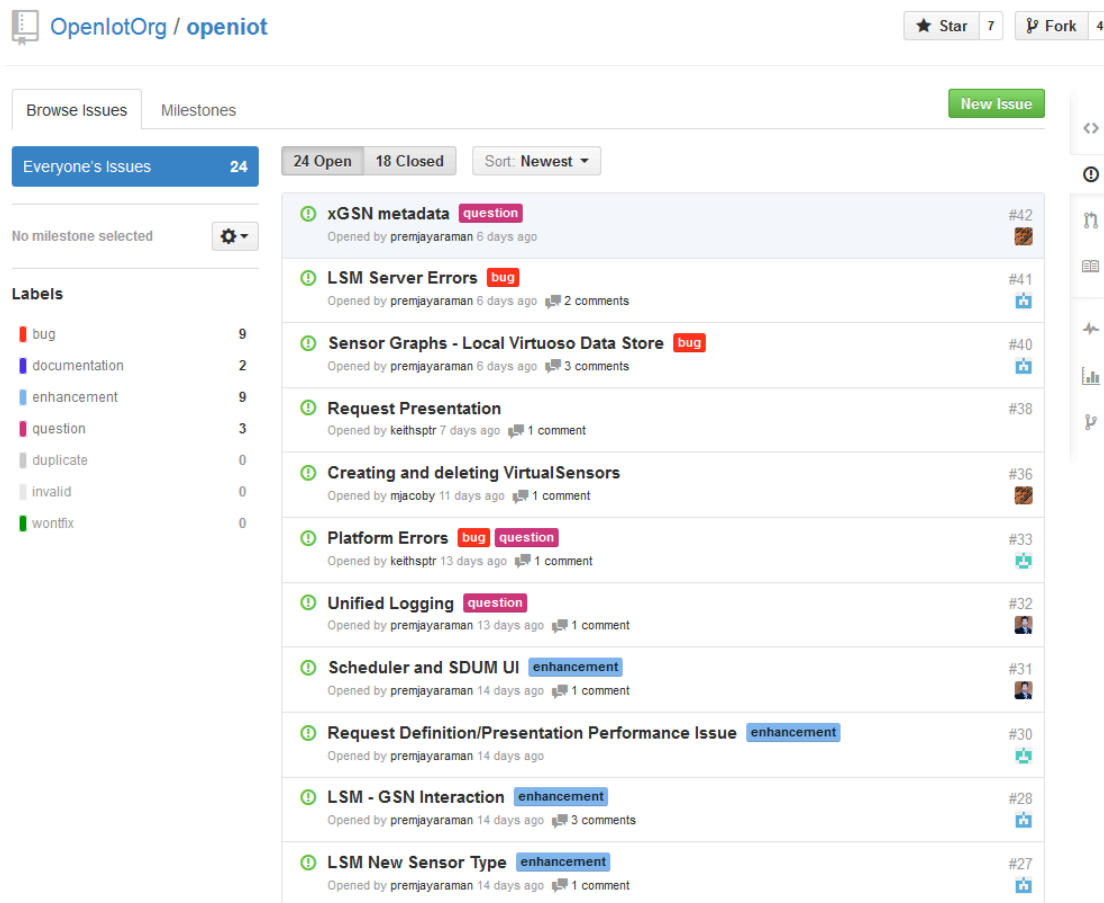 OpenIotOrg / openiot
Star 7 Fork 4
Browse Issues Milestones New Issue
Everyone's Issues 24
24 Open 18 Closed Sort: Newest
No milestone selected
Labels
bug 9
documentation 2
enhancement 9
question 3
duplicate 0
invalid 0
wontfix 0
xGSN metadata question #42
Opened by premjayaraman 6 days ago
LSM Server Errors bug #41
Opened by premjayaraman 6 days ago 2 comments
Sensor Graphs - Local Virtuoso Data Store bug #40
Opened by premjayaraman 6 days ago 3 comments
Request Presentation #38
Opened by keithsptr 7 days ago 1 comment
Creating and deleting VirtualSensors #36
Opened by mjacoby 11 days ago 1 comment
Platform Errors bug question #33
Opened by keithsptr 13 days ago 1 comment
Unified Logging question #32
Opened by premjayaraman 13 days ago 1 comment
Scheduler and SDUM UI enhancement #31
Opened by premjayaraman 14 days ago 1 comment
Request Definition/Presentation Performance Issue enhancement #30
Opened by premjayaraman 14 days ago
LSM - GSN Interaction enhancement #28
Opened by premjayaraman 14 days ago 3 comments
LSM New Sensor Type enhancement #27
Opened by premjayaraman 14 days ago 1 comment